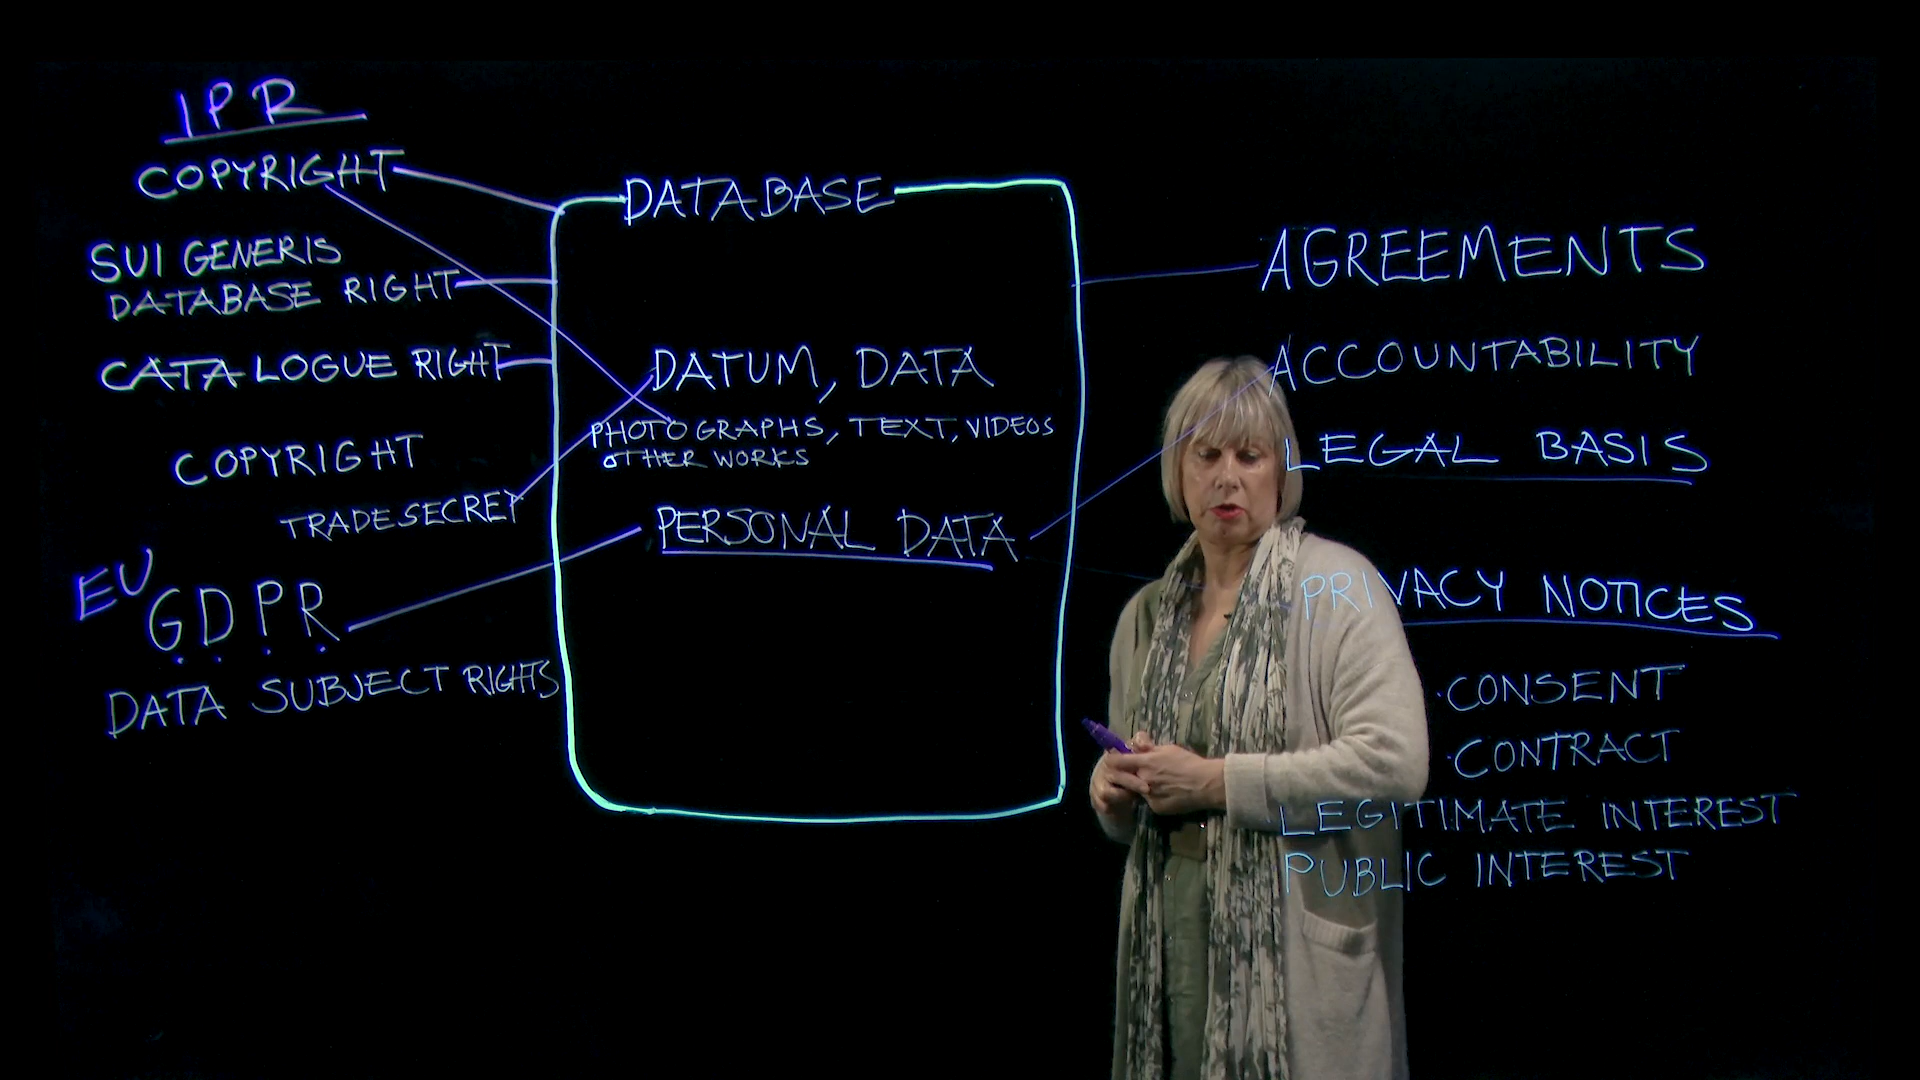 IPR
COPYRIGHT
SUI GENERIS
DATABASE RIGHT
CATALOGUE RIGHT
COPYRIGHT
TRADESECRET
EU
GDPR
DATA SUBJECT RIGHTS
DATABASE
DATUM, DATA
PHOTOGRAPHS, TEXT, VIDEOS
OTHER WORKS
PERSONAL DATA
AGREEMENTS
ACCOUNTABILITY
LEGAL BASIS
PRIVACY NOTICES
·CONSENT
·CONTRACT
LEGITIMATE INTEREST
PUBLIC INTEREST